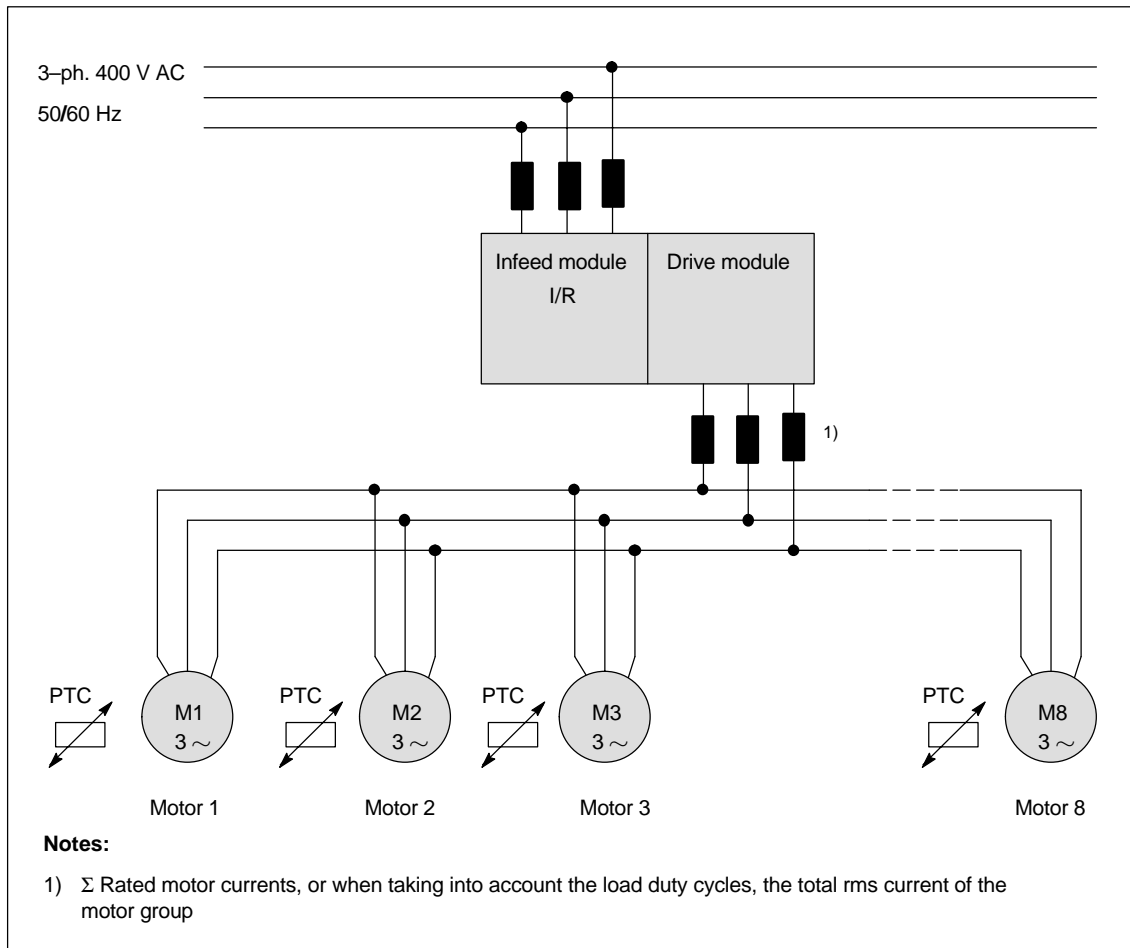 3–ph. 400 V AC
50/60 Hz
Infeed module
I/R
Drive module
1)
PTC
M1
3 ~
Motor 1
PTC
M2
3 ~
Motor 2
PTC
M3
3 ~
Motor 3
PTC
M8
3 ~
Motor 8
Notes:
1) Σ Rated motor currents, or when taking into account the load duty cycles, the total rms current of the
motor group